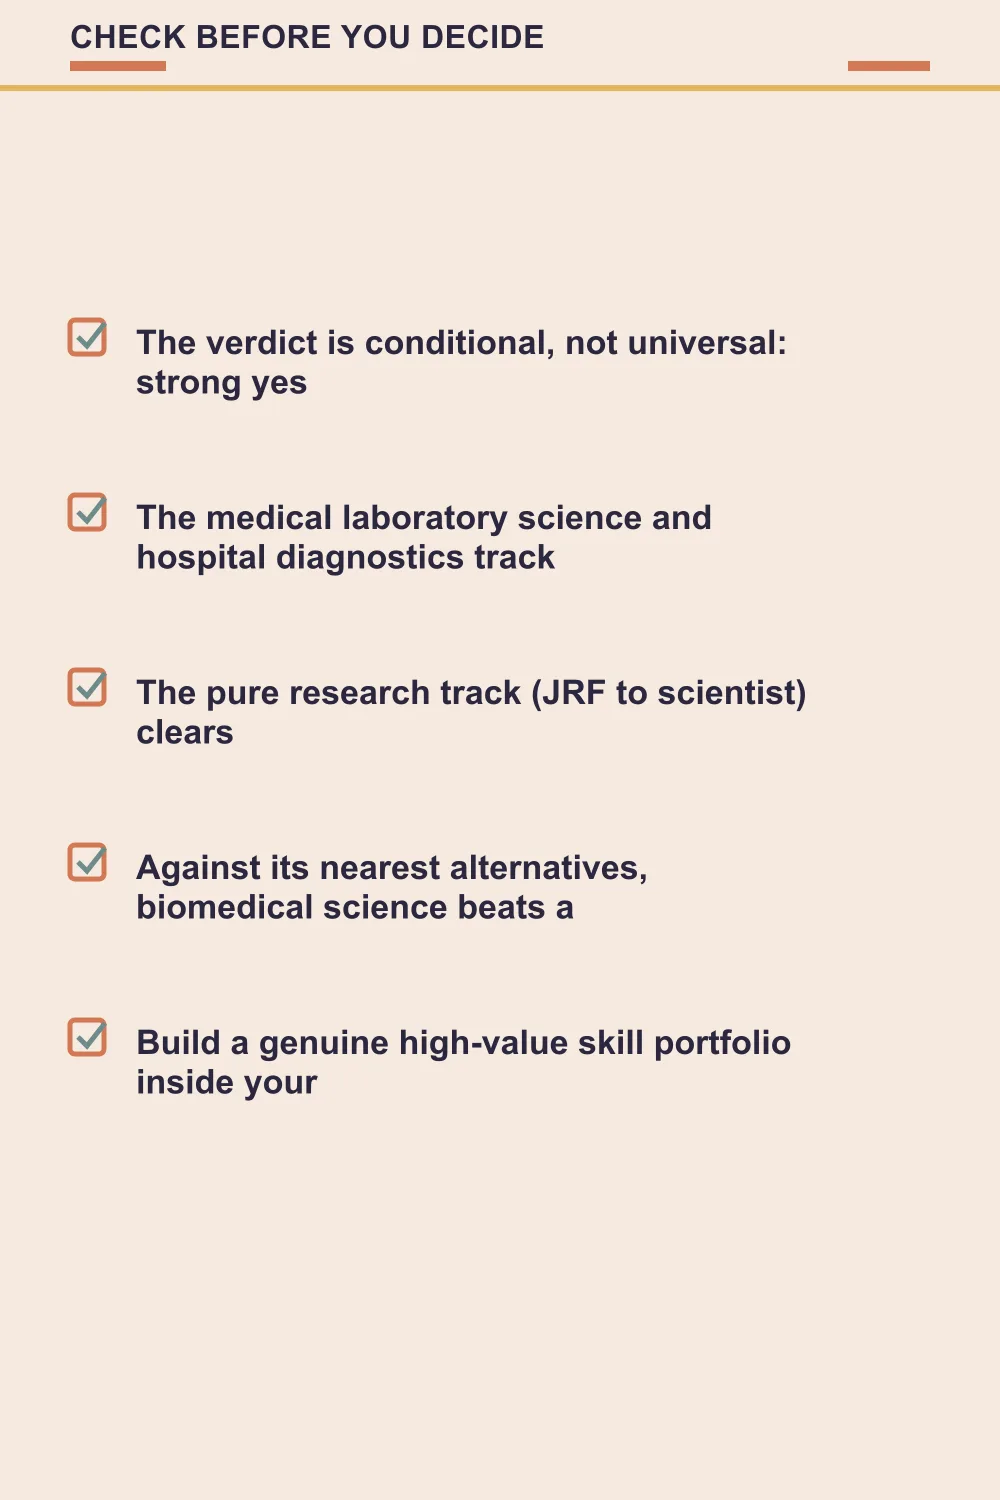 CHECK BEFORE YOU DECIDE
The verdict is conditional, not universal:
strong yes
The medical laboratory science and
hospital diagnostics track
The pure research track (JRF to scientist)
clears
Against its nearest alternatives,
biomedical science beats a
Build a genuine high-value skill portfolio
inside your